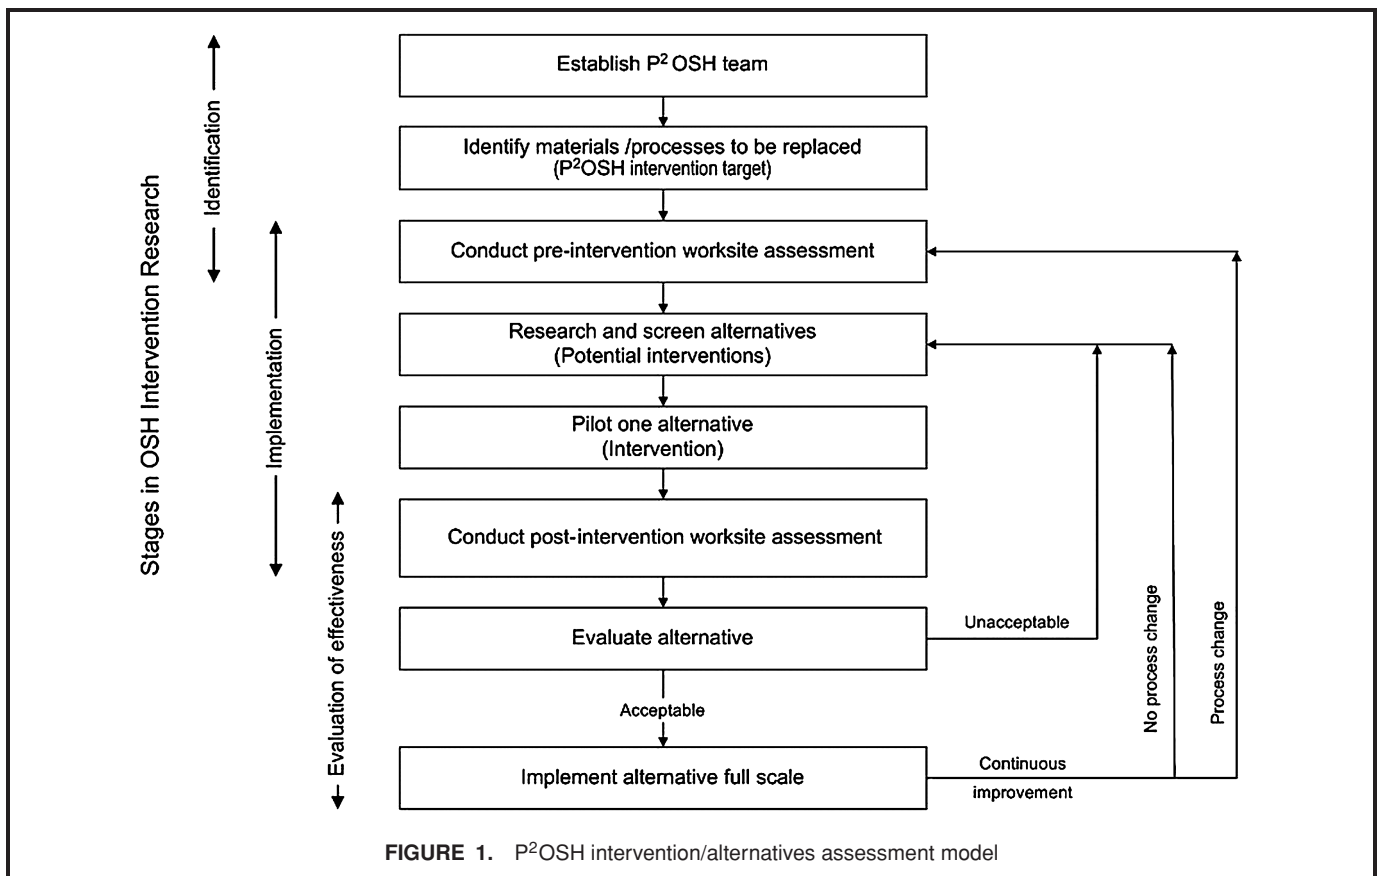 Stages in OSH Intervention Research
Identification
Implementation
Evaluation of effectiveness
Establish P² OSH team
Identify materials /processes to be replaced
(P²OSH intervention target)
Conduct pre-intervention worksite assessment
Research and screen alternatives
(Potential interventions)
Pilot one alternative
(Intervention)
Conduct post-intervention worksite assessment
Evaluate alternative
Unacceptable
Acceptable
Implement alternative full scale
Continuous
improvement
No process change
Process change
FIGURE 1. P²OSH intervention/alternatives assessment model